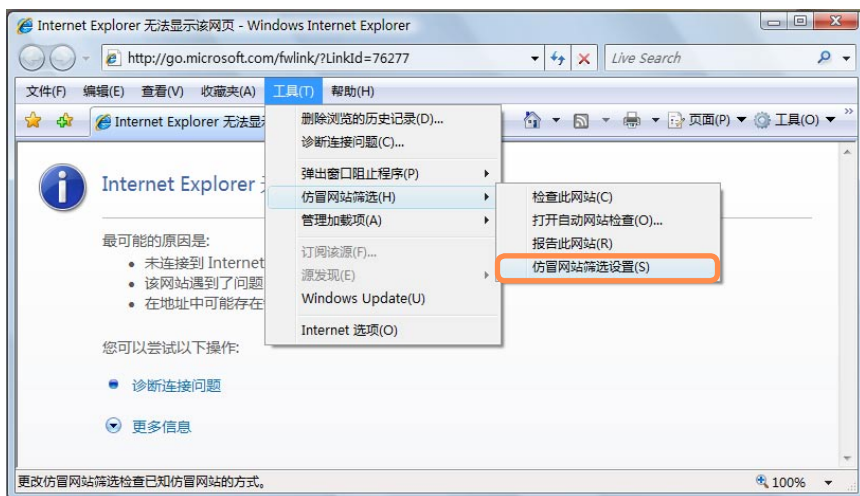 Internet Explorer 无法显示该网页 - Windows Internet Explorer
http://go.microsoft.com/fwlink/?LinkId=76277
Live Search
文件(F) 编辑(E) 查看(V) 收藏夹(A) 工具(T) 帮助(H)
Internet Explorer 无法显
页面(P) 工具(O)
删除浏览的历史记录(D)...
诊断连接问题(C)...
弹出窗口阻止程序(P)
仿冒网站筛选(H)
管理加载项(A)
订阅该源(F)...
源发现(E)
Windows Update(U)
Internet 选项(O)
检查此网站(C)
打开自动网站检查(O)...
报告此网站(R)
仿冒网站筛选设置(S)
Internet Explorer
最可能的原因是:
未连接到 Internet
该网站遇到了问题
在地址中可能存在
您可以尝试以下操作:
诊断连接问题
更多信息
更改仿冒网站筛选检查已知仿冒网站的方式。
100%